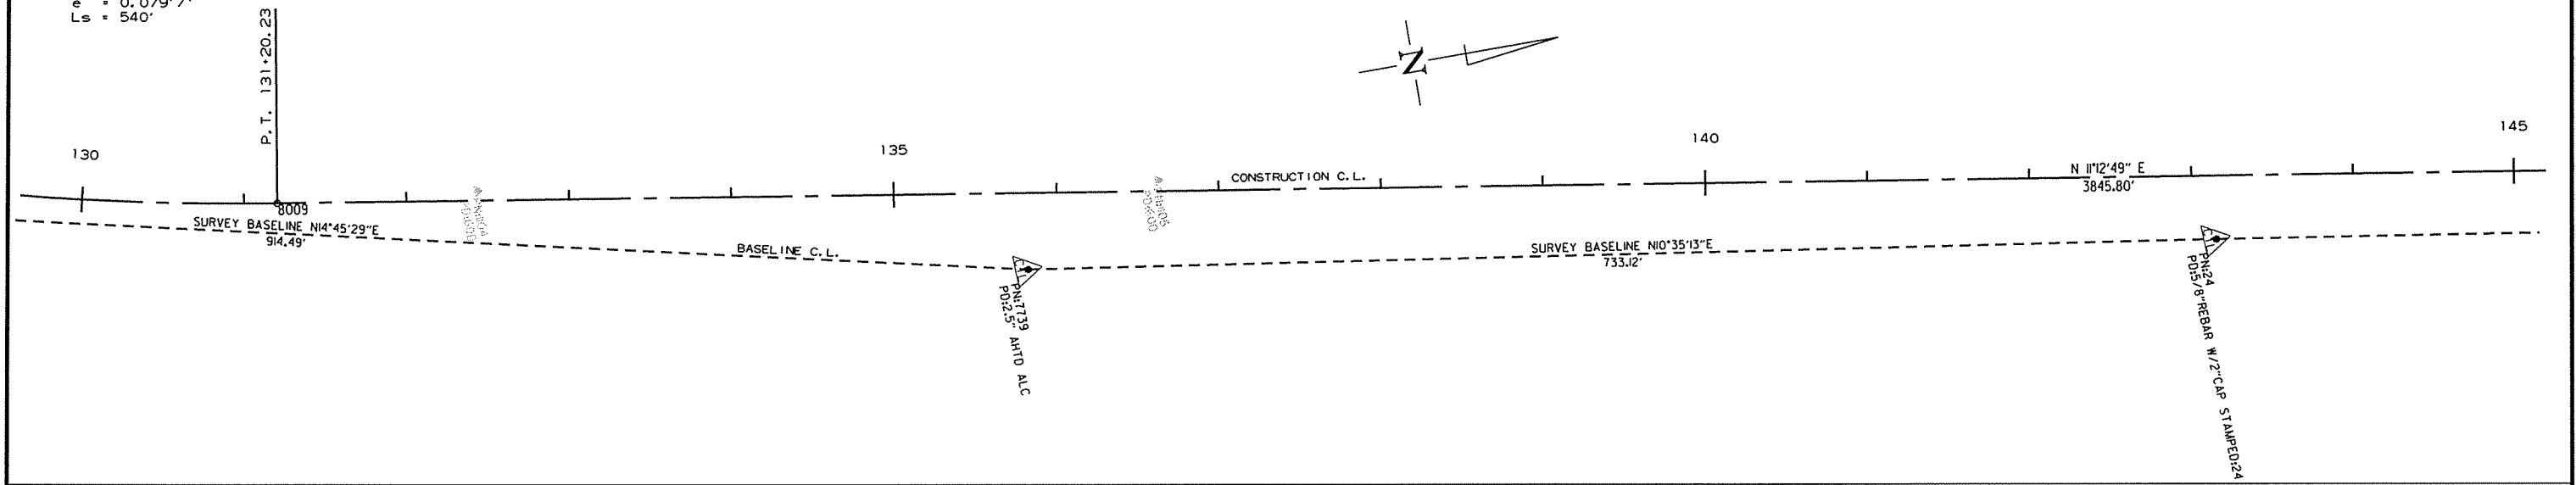 e = 0.079'/'
Ls = 540'
P.T. 131+20.23
N
130
135
140
145
8009
CONSTRUCTION C.L.
N 11°12'49" E
3845.80'
SURVEY BASELINE N14°45'29"E
914.49'
BASELINE C.L.
SURVEY BASELINE N10°35'13"E
733.12'
CTL
PN:7739
PD:2.5" AHTD ALC
CTL
PN:24
PD:5/8"REBAR W/2"CAP STAMPED:24